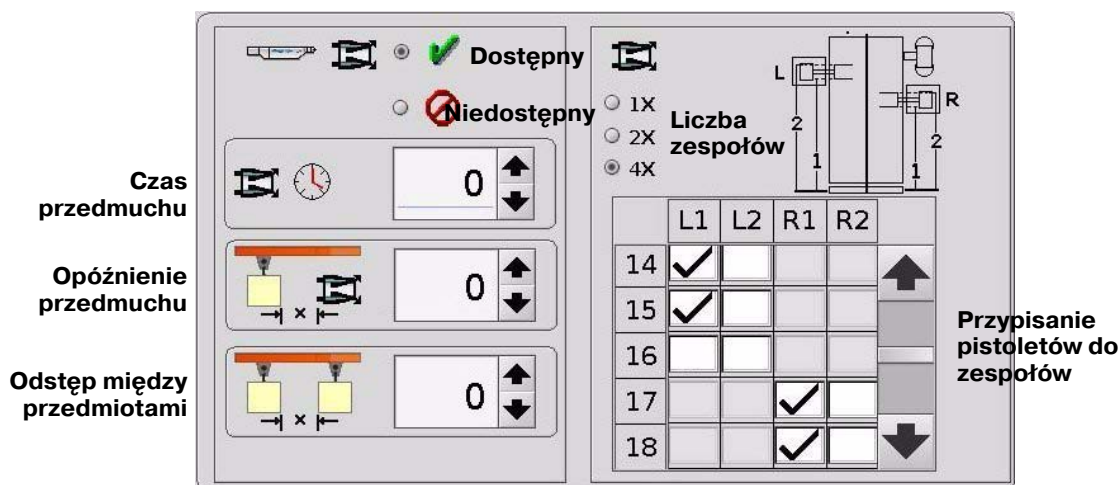 Dostępny
Niedostępny
Czas
przedmuchu
0
Opóźnienie
przedmuchu
x
0
Odstęp między
przedmiotami
x
0
1X
2X
4X
Liczba
zespołów
L
R
2
1
1
2
L1 L2 R1 R2
14
15
16
17
18
Przypisanie
pistoletów do
zespołów